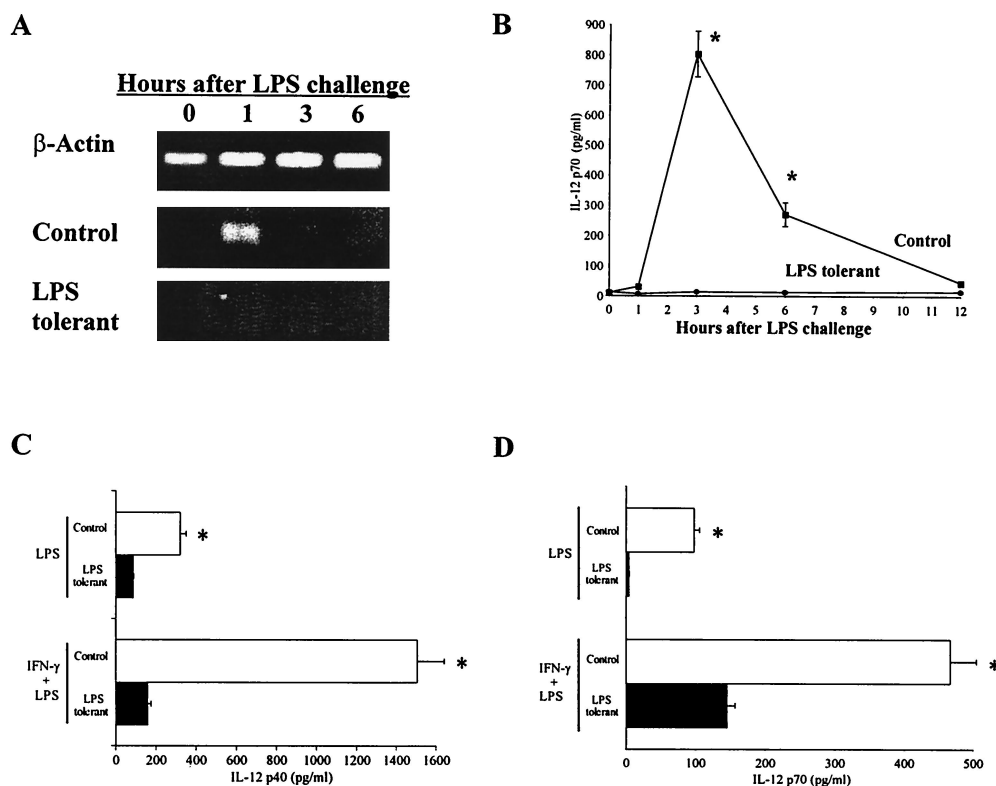 A
Hours after LPS challenge
0 1 3 6
β-Actin
Control
LPS
tolerant
B
900
800
700
600
500
400
300
200
100
0
IL-12 p70 (pg/ml)
*
*
Control
LPS tolerant
0 1 2 3 4 5 6 7 8 9 10 11 12
Hours after LPS challenge
C
LPS
Control
LPS
tolerant
*
IFN-γ
+
LPS
Control
LPS
tolerant
*
0 200 400 600 800 1000 1200 1400 1600
IL-12 p40 (pg/ml)
D
LPS
Control
LPS
tolerant
*
IFN-γ
+
LPS
Control
LPS
tolerant
*
0 100 200 300 400 500
IL-12 p70 (pg/ml)